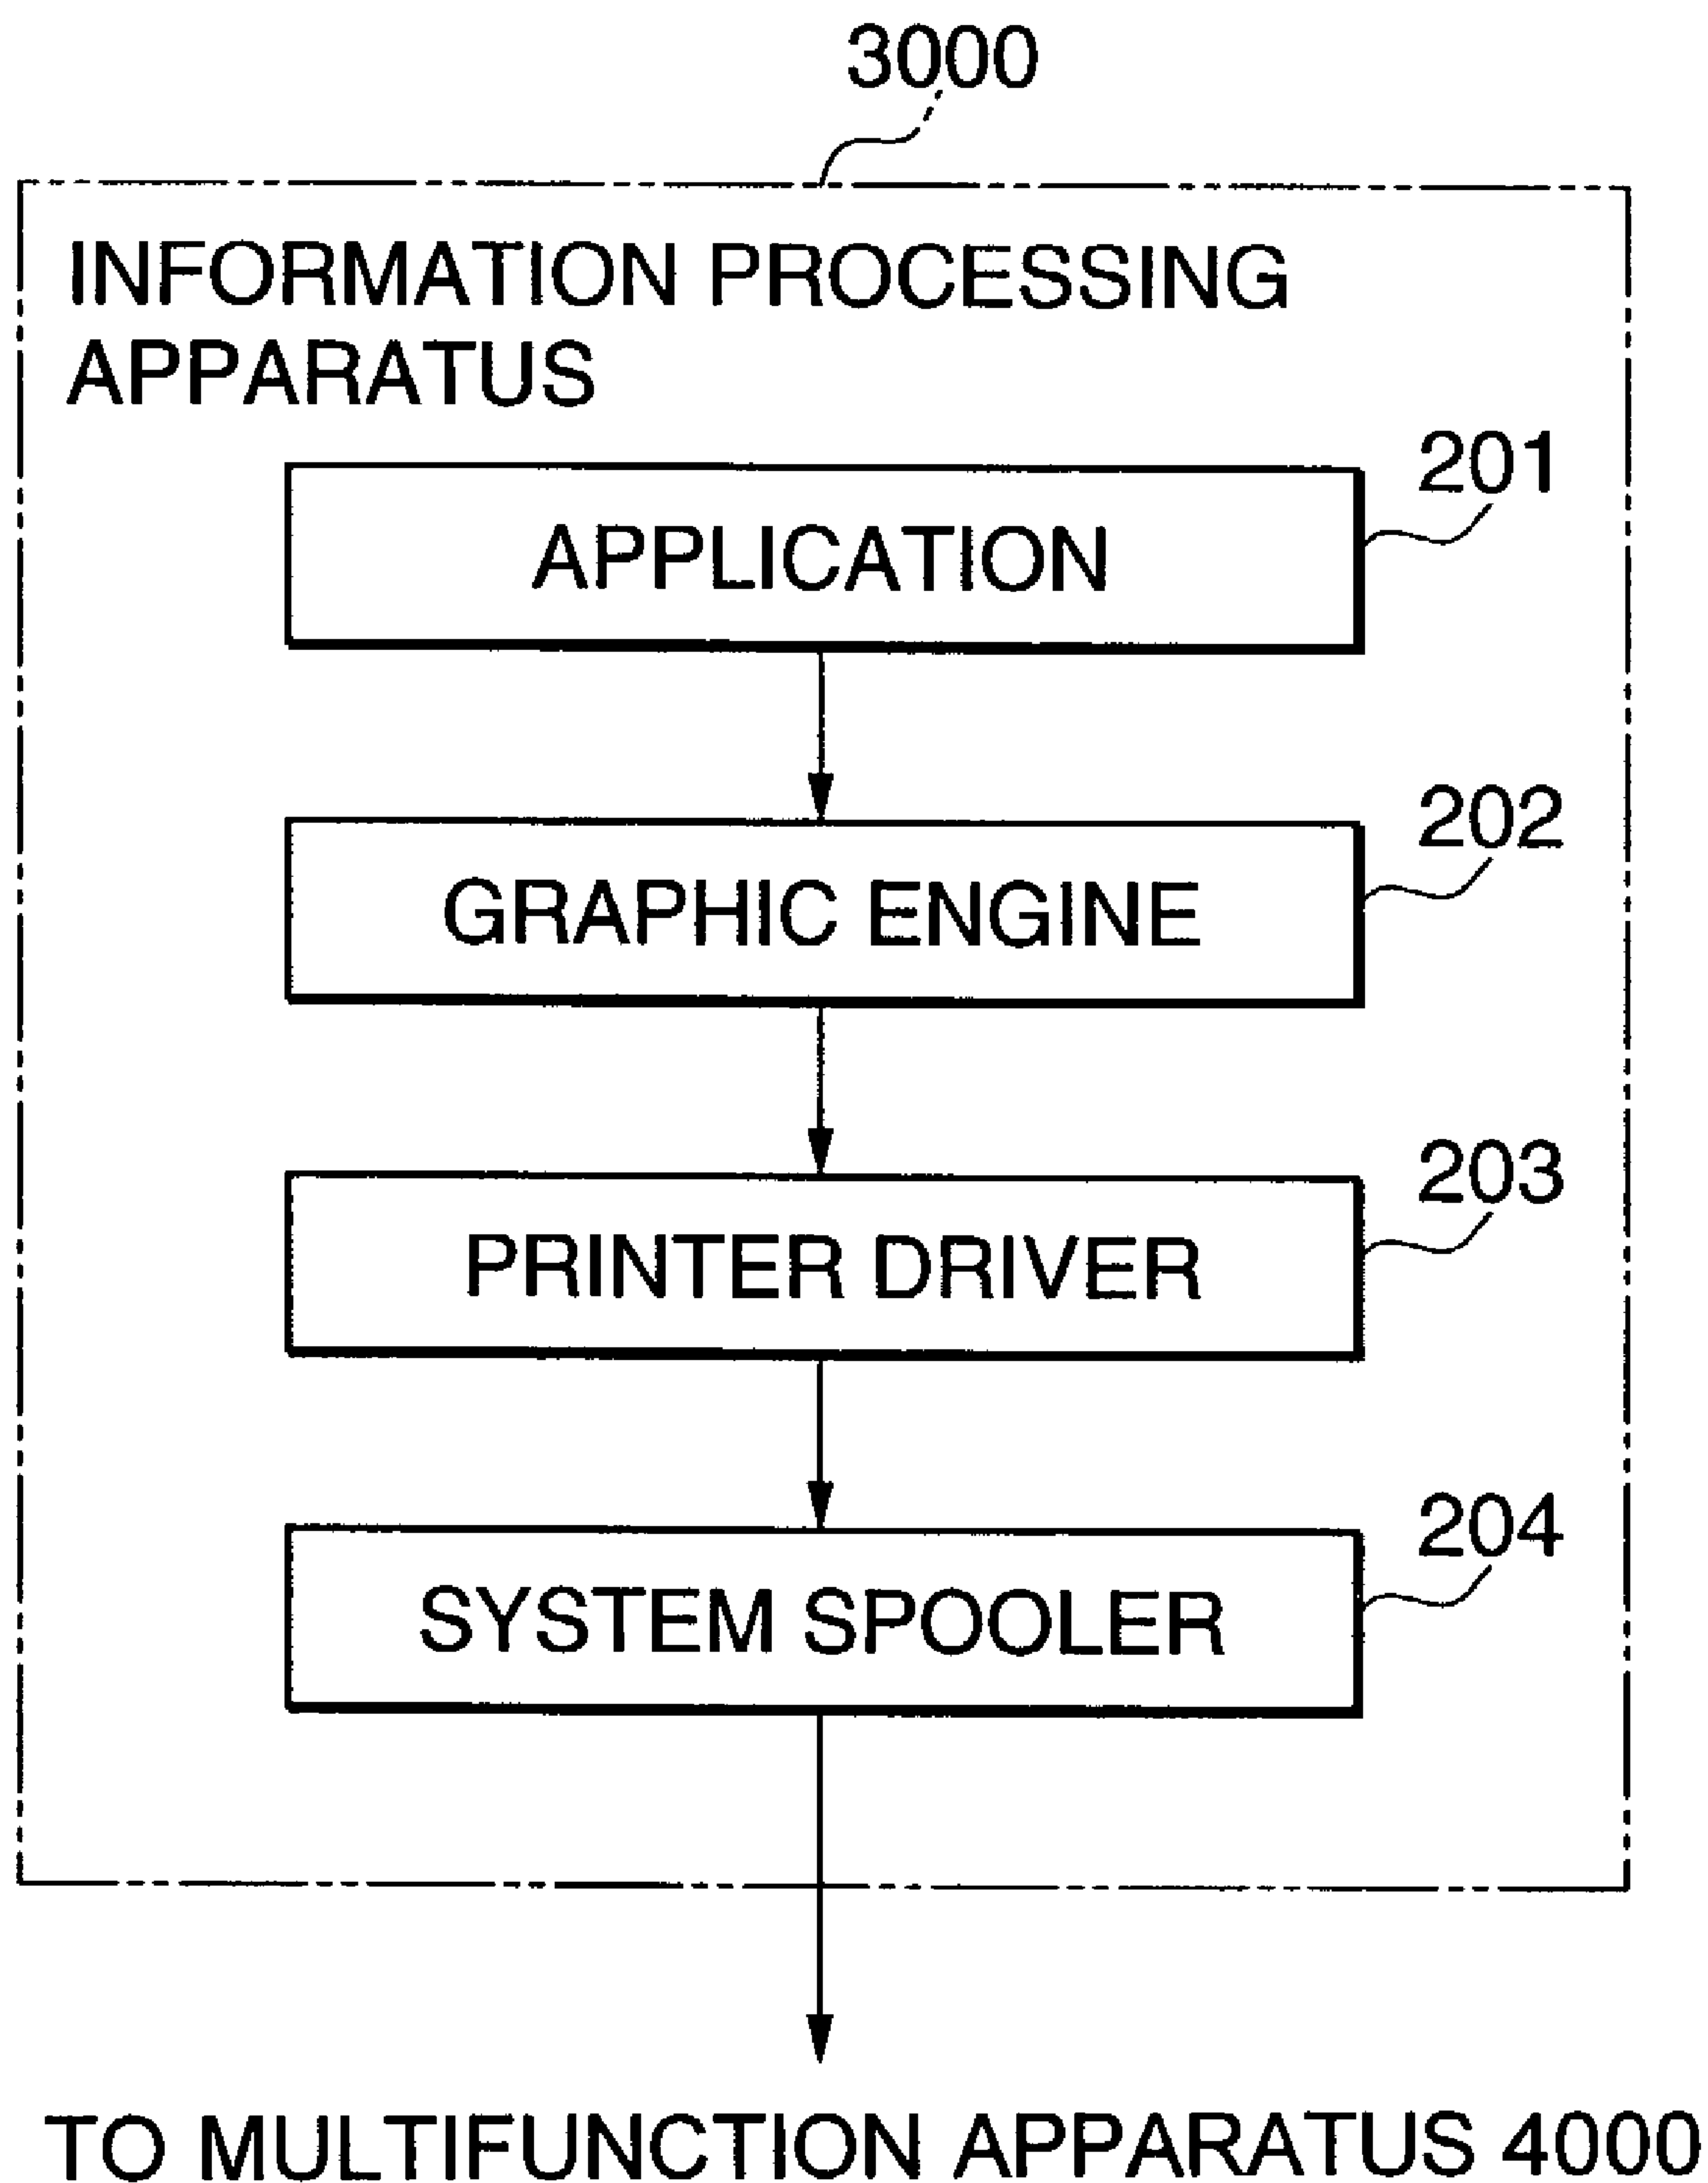 3000
INFORMATION PROCESSING
APPARATUS
201
APPLICATION
202
GRAPHIC ENGINE
203
PRINTER DRIVER
204
SYSTEM SPOOLER
TO MULTIFUNCTION APPARATUS 4000